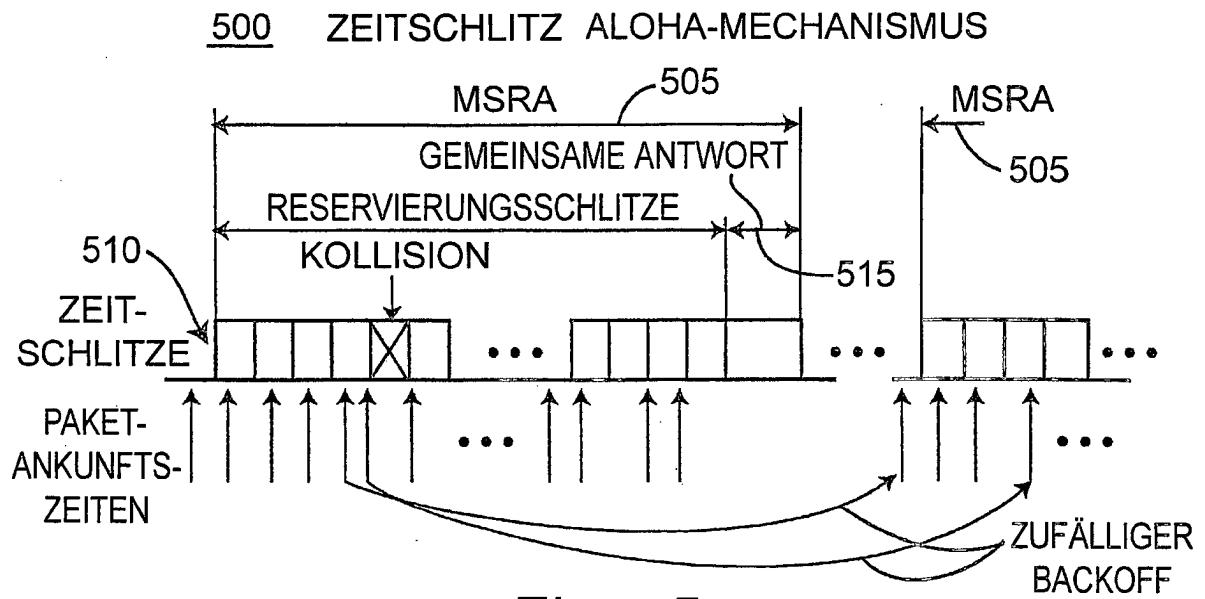 500 ZEITSCHLITZ ALOHA-MECHANISMUS
MSRA
505
MSRA
505
GEMEINSAME ANTWORT
RESERVIERUNGSSCHLITZE
515
510
KOLLISION
ZEIT-
SCHLITZE
PAKET-
ANKUNFTS-
ZEITEN
ZUFÄLLIGER
BACKOFF